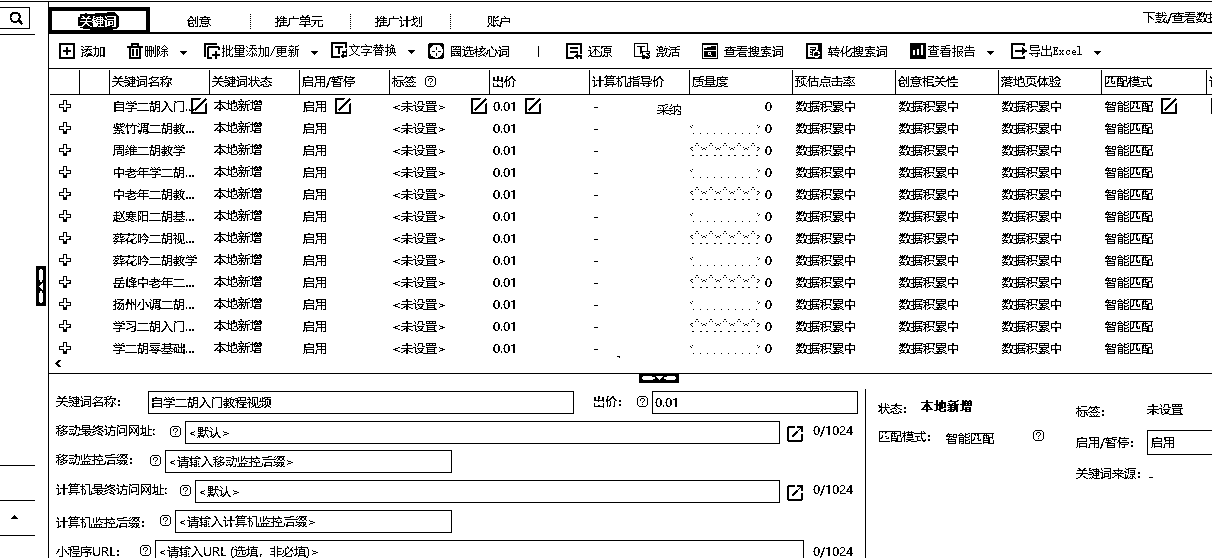 关键词 创意 推广单元 推广计划 账户 下载/查看数据
添加 删除 批量添加/更新 文字替换 圈选核心词 还原 激活 查看搜索词 转化搜索词 查看报告 导出Excel
关键词名称 关键词状态 启用/暂停 标签 出价 计算机指导价 质量度 预估点击率 创意相关性 落地页体验 匹配模式
自学二胡入门... 本地新增 启用 <未设置> 0.01 - 采纳 0 数据积累中 数据积累中 数据积累中 智能匹配
紫竹调二胡教... 本地新增 启用 <未设置> 0.01 - 0 数据积累中 数据积累中 数据积累中 智能匹配
周维二胡教学 本地新增 启用 <未设置> 0.01 - 0 数据积累中 数据积累中 数据积累中 智能匹配
中老年学二胡... 本地新增 启用 <未设置> 0.01 - 0 数据积累中 数据积累中 数据积累中 智能匹配
中老年二胡教... 本地新增 启用 <未设置> 0.01 - 0 数据积累中 数据积累中 数据积累中 智能匹配
赵寒阳二胡基... 本地新增 启用 <未设置> 0.01 - 0 数据积累中 数据积累中 数据积累中 智能匹配
葬花吟二胡视... 本地新增 启用 <未设置> 0.01 - 0 数据积累中 数据积累中 数据积累中 智能匹配
葬花吟二胡教学 本地新增 启用 <未设置> 0.01 - 0 数据积累中 数据积累中 数据积累中 智能匹配
岳峰中老年二... 本地新增 启用 <未设置> 0.01 - 0 数据积累中 数据积累中 数据积累中 智能匹配
扬州小调二胡... 本地新增 启用 <未设置> 0.01 - 0 数据积累中 数据积累中 数据积累中 智能匹配
学习二胡入门... 本地新增 启用 <未设置> 0.01 - 0 数据积累中 数据积累中 数据积累中 智能匹配
学二胡零基础... 本地新增 启用 <未设置> 0.01 - 0 数据积累中 数据积累中 数据积累中 智能匹配
关键词名称: 自学二胡入门教程视频 出价: 0.01 状态: 本地新增 标签: 未设置
移动最终访问网址: <默认> 0/1024 匹配模式: 智能匹配 启用/暂停: 启用
移动监控后缀: <请输入移动监控后缀> 关键词来源: -
计算机最终访问网址: <默认> 0/1024
计算机监控后缀: <请输入计算机监控后缀>
小程序URL: <请输入URL (选填，非必填)> 0/1024